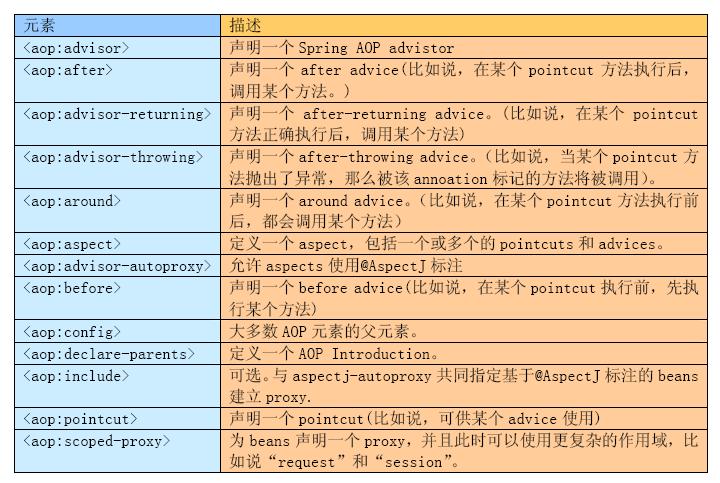 元素 描述
<aop:advisor> 声明一个 Spring AOP advistor
<aop:after> 声明一个 after advice(比如说，在某个 pointcut 方法执行后，
调用某个方法。)
<aop:advisor-returning> 声明一个 after-returning advice。(比如说，在某个 pointcut
方法正确执行后，调用某个方法)
<aop:advisor-throwing> 声明一个 after-throwing advice。（比如说，当某个 pointcut 方
法抛出了异常，那么被该 annoation 标记的方法将被调用）。
<aop:around> 声明一个 around advice。（比如说，在某个 pointcut 方法执行前
后，都会调用某个方法）
<aop:aspect> 定义一个 aspect，包括一个或多个的 pointcuts 和 advices。
<aop:advisor-autoproxy> 允许 aspects 使用@AspectJ 标注
<aop:before> 声明一个 before advice(比如说，在某个 pointcut 执行前，先执
行某个方法)
<aop:config> 大多数 AOP 元素的父元素。
<aop:declare-parents> 定义一个 AOP Introduction。
<aop:include> 可选。与 aspectj-autoproxy 共同指定基于@AspectJ 标注的 beans
建立 proxy.
<aop:pointcut> 声明一个 pointcut(比如说，可供某个 advice 使用)
<aop:scoped-proxy> 为 beans 声明一个 proxy，并且此时可以使用更复杂的作用域，比
如说“request”和“session”。